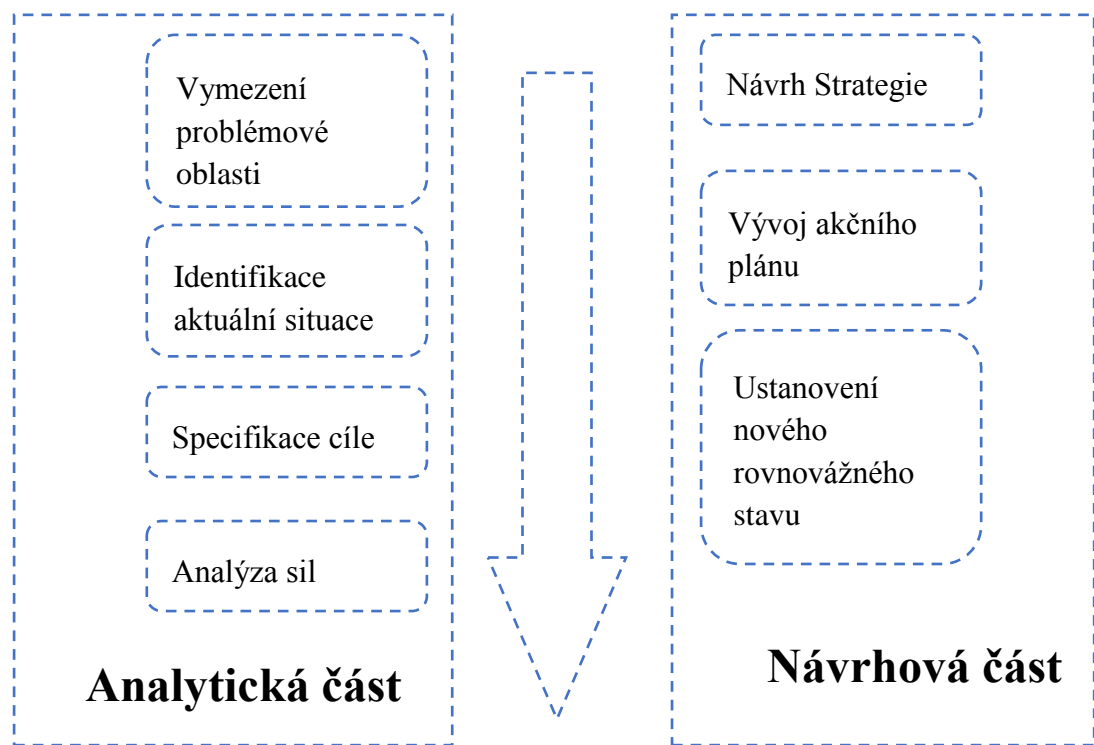 Vymezení
problémové
oblasti
Identifikace
aktuální situace
Specifikace cíle
Analýza sil
Analytická část
Návrh Strategie
Vývoj akčního
plánu
Ustanovení
nového
rovnovážného
stavu
Návrhová část